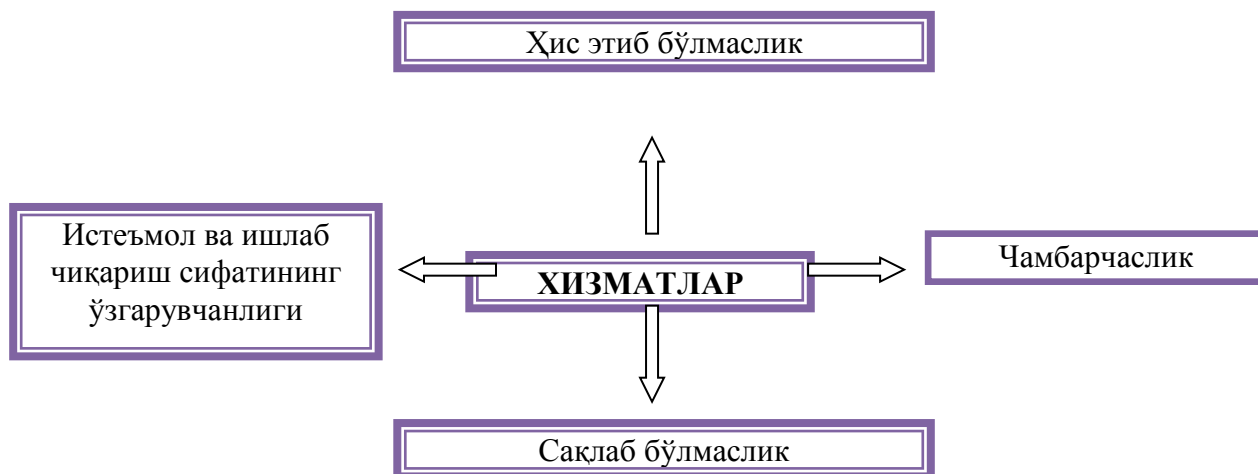 Ҳис этиб бўлмаслик
Истеъмол ва ишлаб
чиқариш сифатининг
ўзгарувчанлиги
ХИЗМАТЛАР
Чамбарчаслик
Сақлаб бўлмаслик